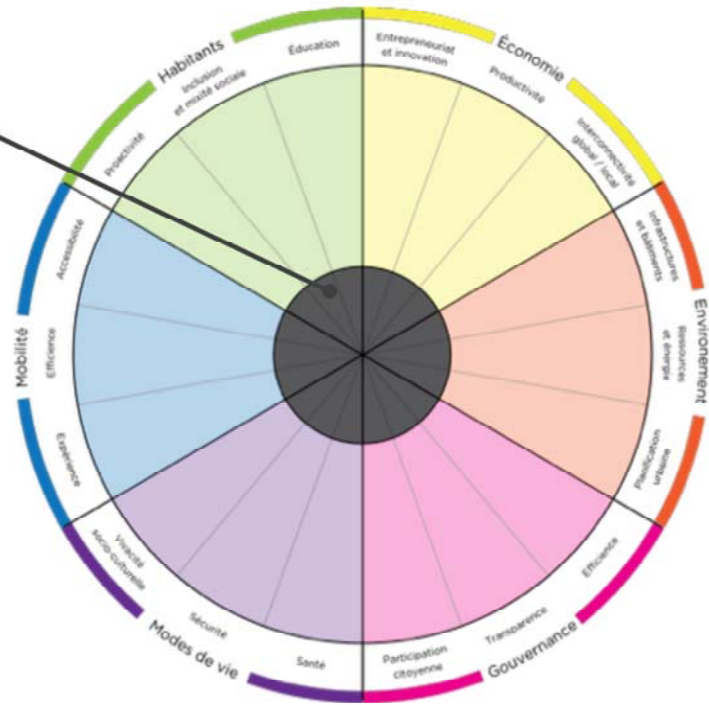 Économie
Entrepreneuriat
et innovation
Productivité
Interconnectivité
global / local
Environement
Infrastructures
et bâtiments
Ressources
et énergie
Planification
urbaine
Gouvernance
Efficience
Transparence
Participation
citoyenne
Modes de vie
Santé
Sécurité
Vivacité
socio-culturelle
Mobilité
Expérience
Efficience
Accessibilité
Habitants
Proactivité
Inclusion
et mixité sociale
Éducation